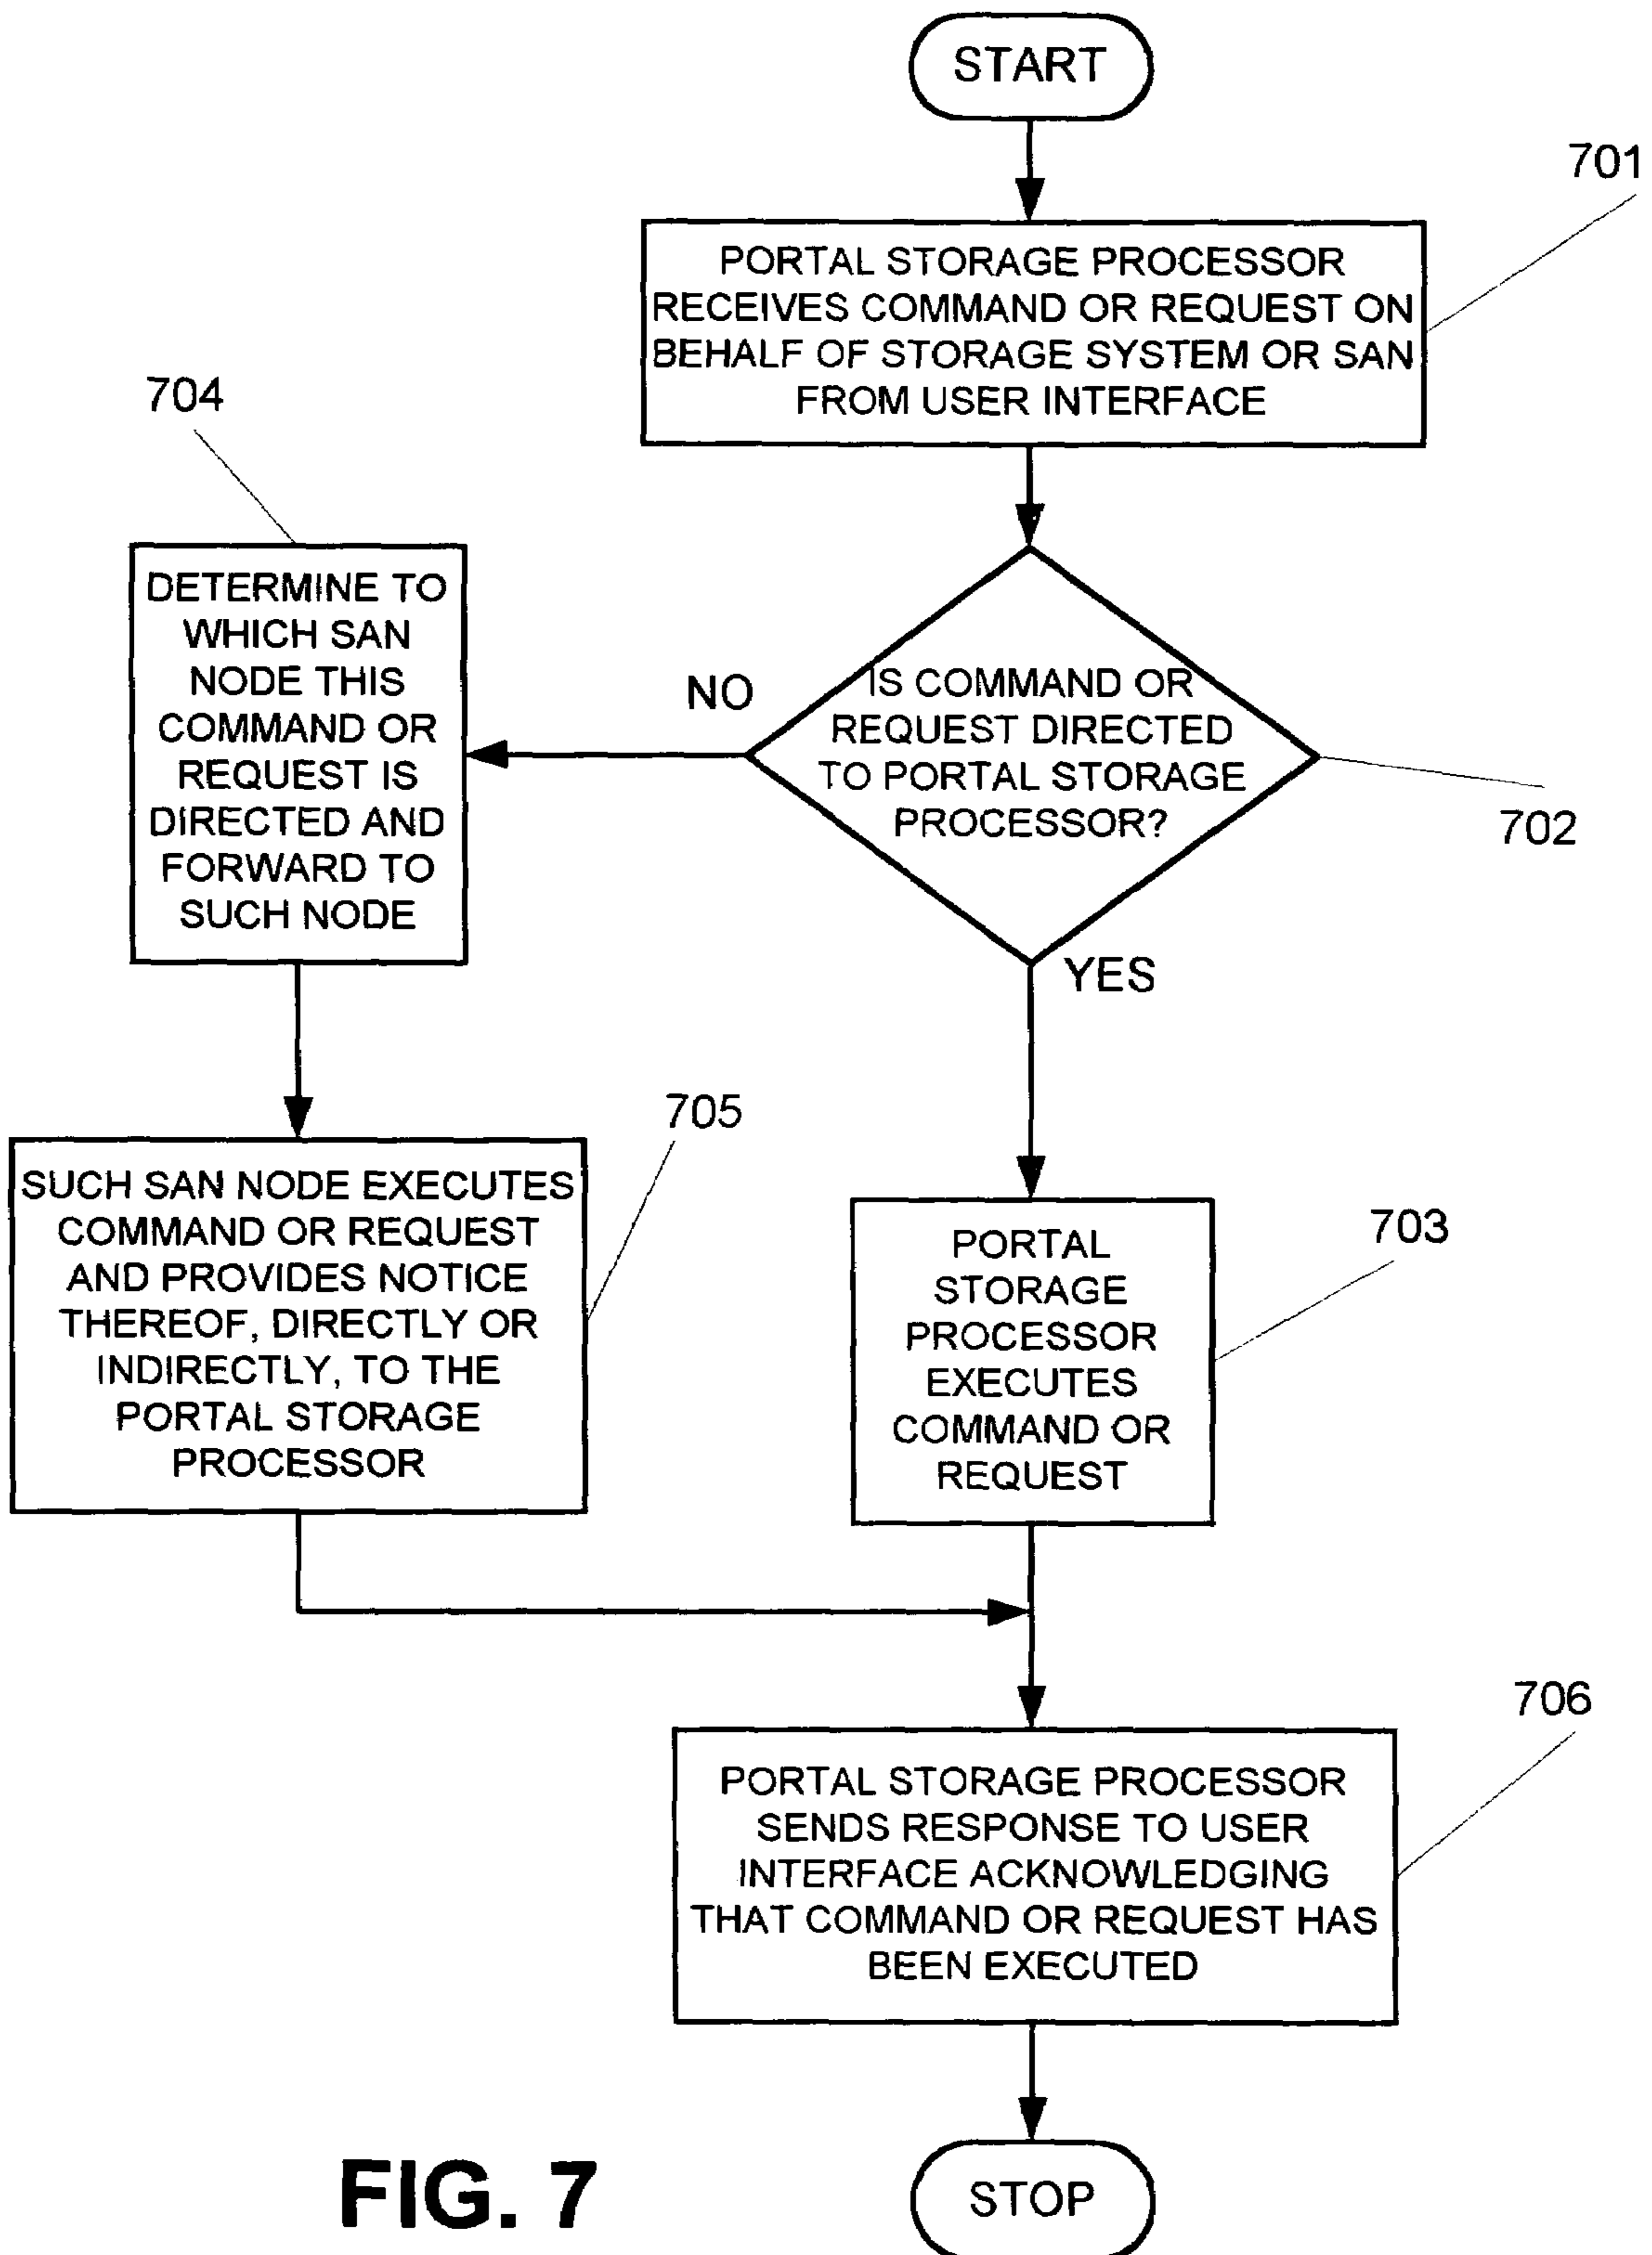 START
701
PORTAL STORAGE PROCESSOR
RECEIVES COMMAND OR REQUEST ON
BEHALF OF STORAGE SYSTEM OR SAN
FROM USER INTERFACE
704
DETERMINE TO
WHICH SAN
NODE THIS
COMMAND OR
REQUEST IS
DIRECTED AND
FORWARD TO
SUCH NODE
NO
IS COMMAND OR
REQUEST DIRECTED
TO PORTAL STORAGE
PROCESSOR?
702
YES
705
SUCH SAN NODE EXECUTES
COMMAND OR REQUEST
AND PROVIDES NOTICE
THEREOF, DIRECTLY OR
INDIRECTLY, TO THE
PORTAL STORAGE
PROCESSOR
703
PORTAL
STORAGE
PROCESSOR
EXECUTES
COMMAND OR
REQUEST
706
PORTAL STORAGE PROCESSOR
SENDS RESPONSE TO USER
INTERFACE ACKNOWLEDGING
THAT COMMAND OR REQUEST HAS
BEEN EXECUTED
STOP
FIG. 7